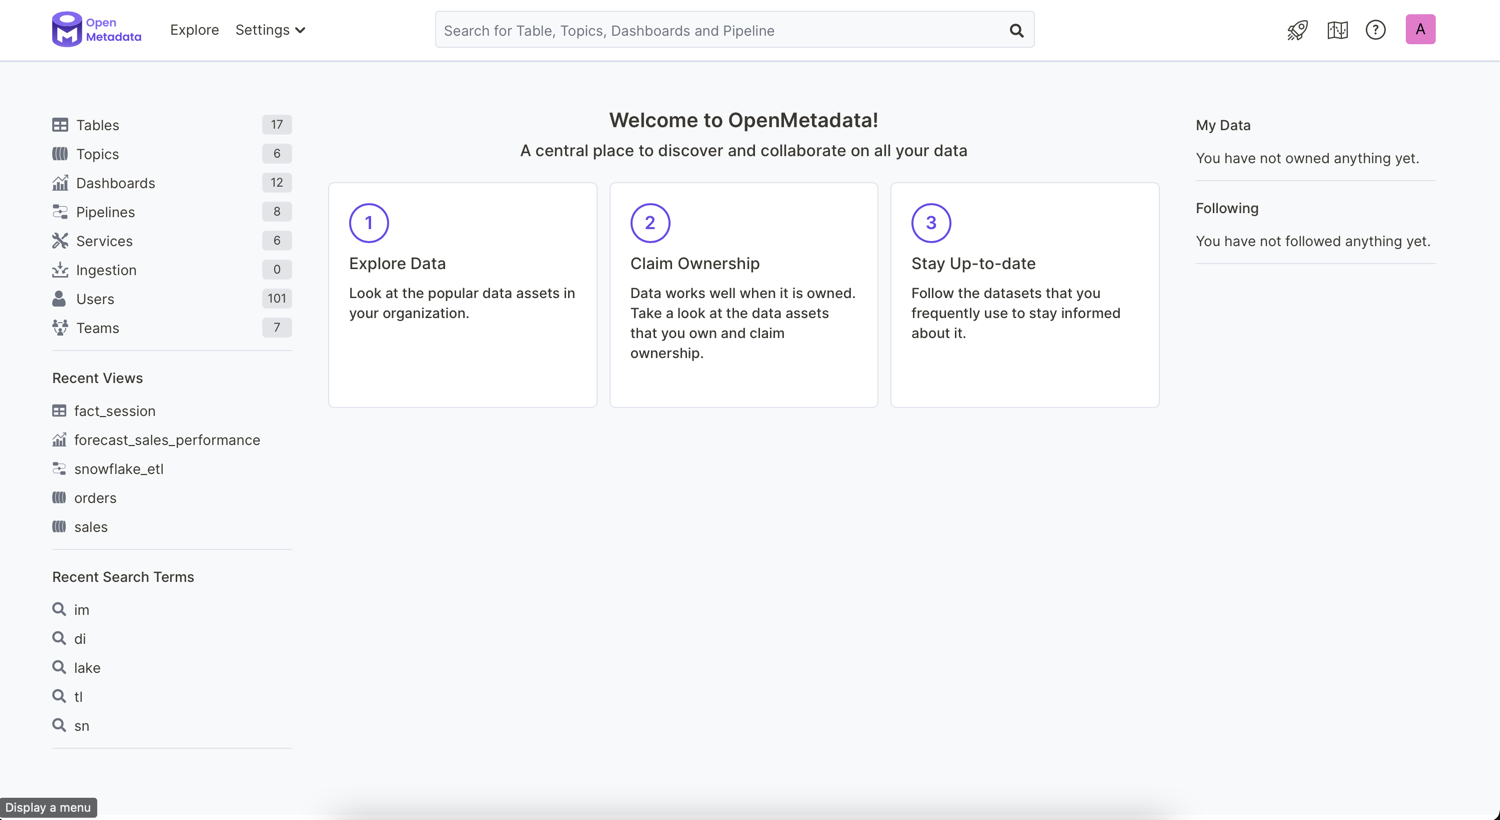 Open
Metadata
Explore
Settings
Search for Table, Topics, Dashboards and Pipeline
?
A
Tables 17
Topics 6
Dashboards 12
Pipelines 8
Services 6
Ingestion 0
Users 101
Teams 7
Recent Views
fact_session
forecast_sales_performance
snowflake_etl
orders
sales
Recent Search Terms
im
di
lake
tl
sn
Welcome to OpenMetadata!
A central place to discover and collaborate on all your data
1
Explore Data
Look at the popular data assets in
your organization.
2
Claim Ownership
Data works well when it is owned.
Take a look at the data assets
that you own and claim
ownership.
3
Stay Up-to-date
Follow the datasets that you
frequently use to stay informed
about it.
My Data
You have not owned anything yet.
Following
You have not followed anything yet.
Display a menu